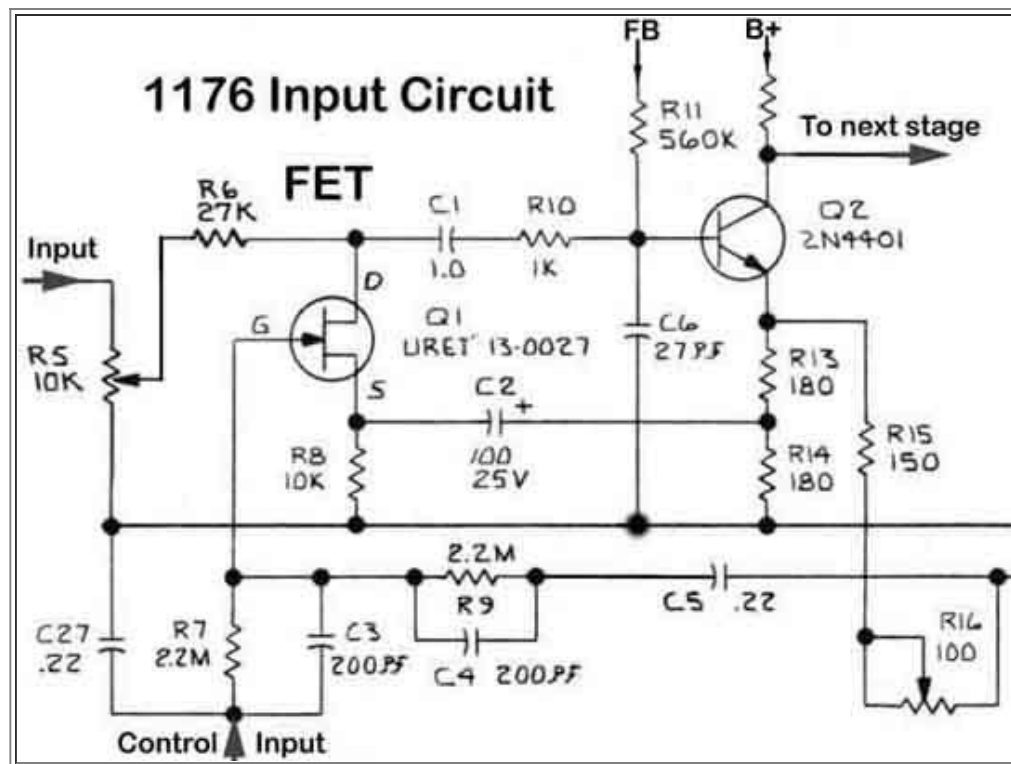 FB
B+
1176 Input Circuit
R11
560K
To next stage
FET
R6
27K
C1
1.0
R10
1K
Q2
2N4401
Input
D
G
Q1
URET 13-0027
C6
27PF
R5
10K
S
C2
+
100
25V
R13
180
R8
10K
R14
180
R15
150
2.2M
R9
C5
.22
C27
.22
R7
2.2M
C3
200PF
C4
200PF
R16
100
Control
Input